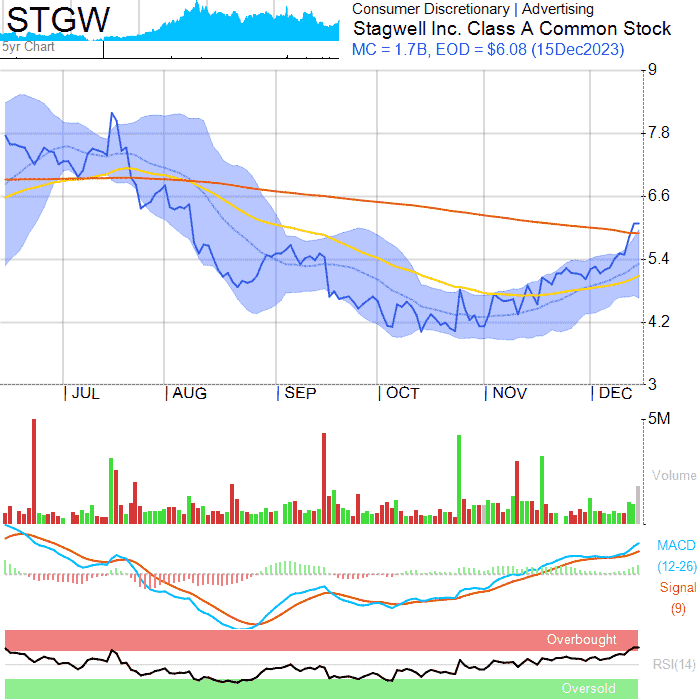 STGW
5yr Chart
Consumer Discretionary | Advertising
Stagwell Inc. Class A Common Stock
MC = 1.7B, EOD = $6.08 (15Dec2023)
9
7.8
6.6
5.4
4.2
3
| JUL | AUG | SEP | OCT | NOV | DEC
5M
Volume
MACD
(12-26)
Signal
(9)
Overbought
RSI(14)
Oversold